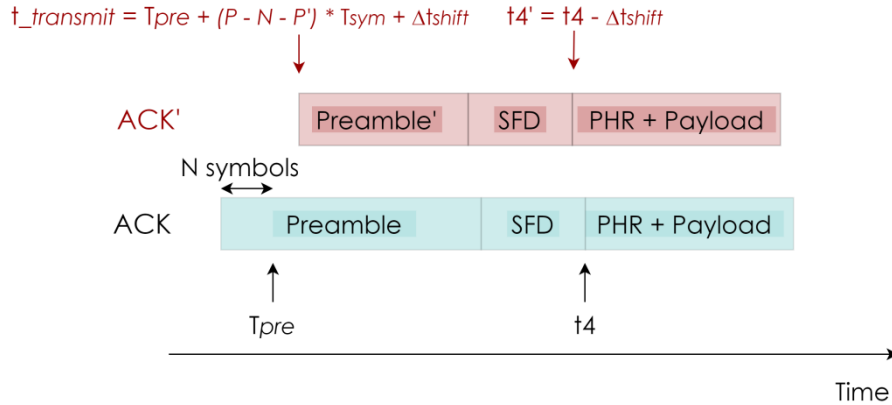 t_transmit = Tpre + (P - N - P') * Tsym + Δtshift t4' = t4 - Δtshift
ACK' Preamble' SFD PHR + Payload
N symbols
ACK Preamble SFD PHR + Payload
Tpre t4
Time